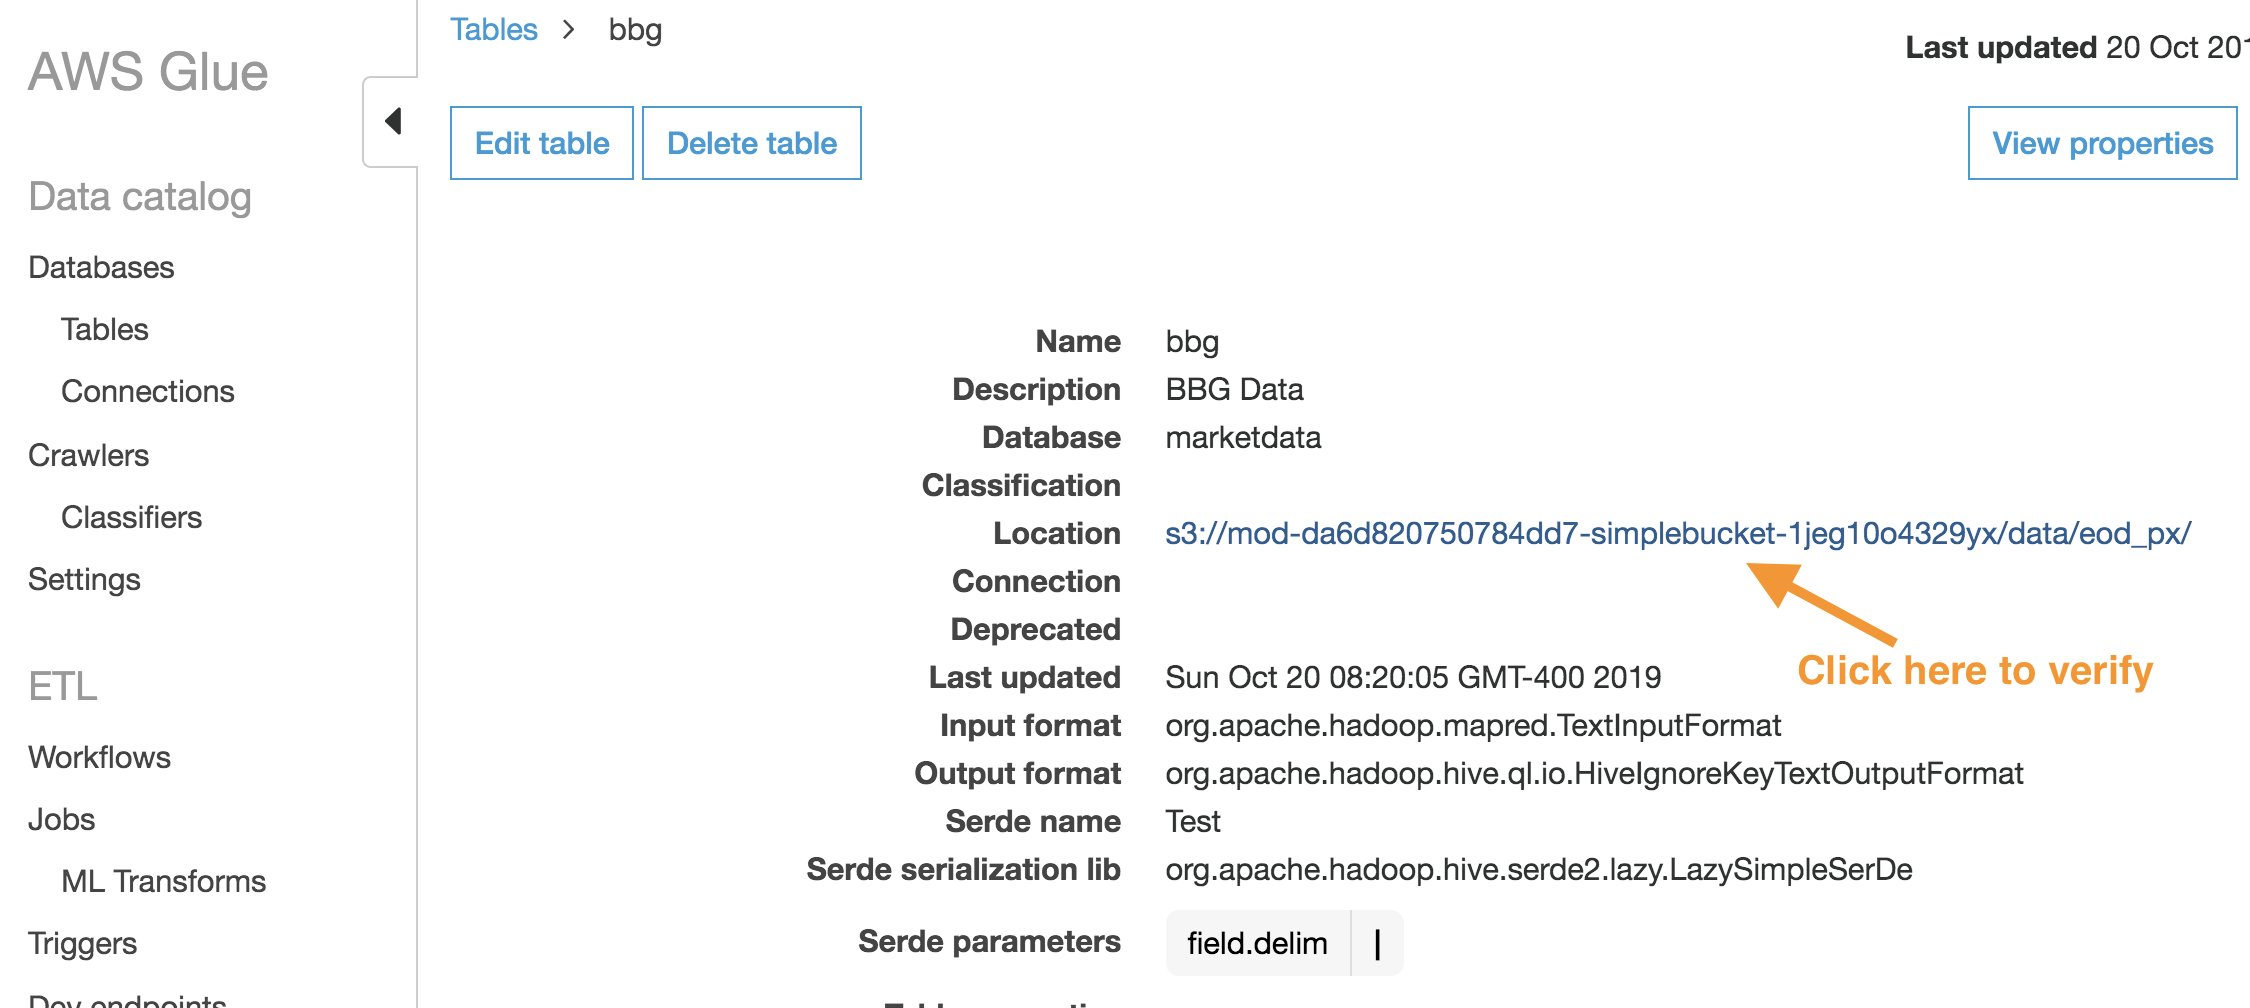 AWS Glue
Data catalog
Databases
Tables
Connections
Crawlers
Classifiers
Settings
ETL
Workflows
Jobs
ML Transforms
Triggers
Dev endpoints
Tables > bbg
Last updated 20 Oct 201
Edit table
Delete table
View properties
Name bbg
Description BBG Data
Database marketdata
Classification
Location s3://mod-da6d820750784dd7-simplebucket-1jeg10o4329yx/data/eod_px/
Connection
Deprecated
Click here to verify
Last updated Sun Oct 20 08:20:05 GMT-400 2019
Input format org.apache.hadoop.mapred.TextInputFormat
Output format org.apache.hadoop.hive.ql.io.HiveIgnoreKeyTextOutputFormat
Serde name Test
Serde serialization lib org.apache.hadoop.hive.serde2.lazy.LazySimpleSerDe
Serde parameters field.delim |